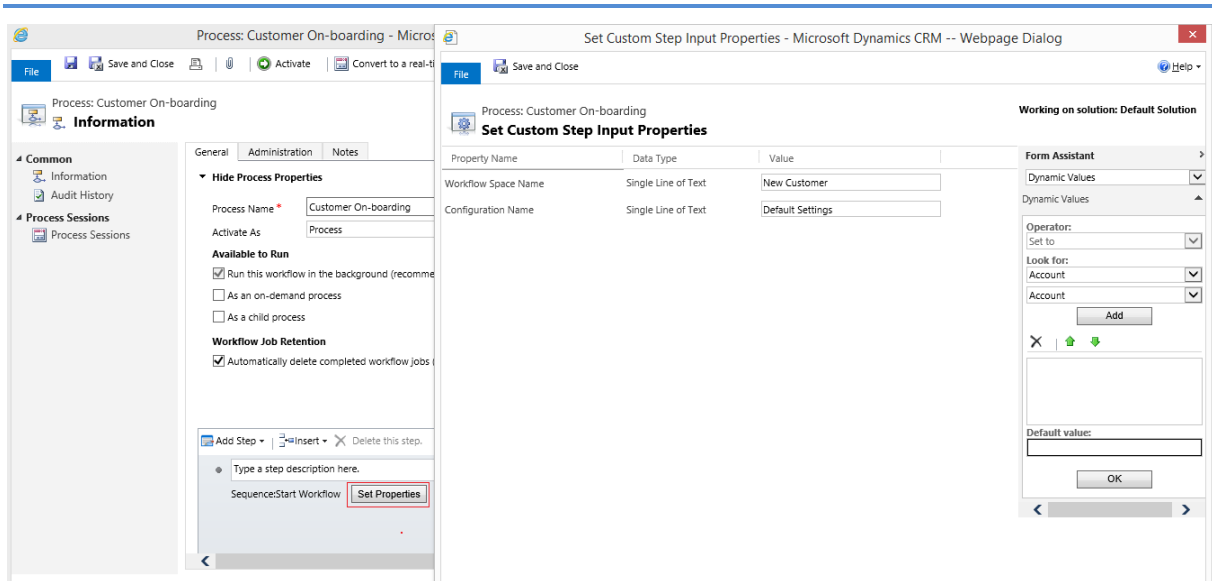 Process: Customer On-boarding - Micros
File
Save and Close
Activate
Convert to a real-ti
Process: Customer On-boarding
Information
Common
Information
Audit History
Process Sessions
Process Sessions
General Administration Notes
Hide Process Properties
Process Name * Customer On-boarding
Activate As Process
Available to Run
Run this workflow in the background (recomme
As an on-demand process
As a child process
Workflow Job Retention
Automatically delete completed workflow jobs (
Add Step Insert Delete this step.
Type a step description here.
Sequence:Start Workflow Set Properties
Set Custom Step Input Properties - Microsoft Dynamics CRM -- Webpage Dialog
File
Save and Close
Help
Process: Customer On-boarding
Set Custom Step Input Properties
Working on solution: Default Solution
Property Name Data Type Value
Workflow Space Name Single Line of Text New Customer
Configuration Name Single Line of Text Default Settings
Form Assistant
Dynamic Values
Dynamic Values
Operator:
Set to
Look for:
Account
Account
Add
Default value:
OK